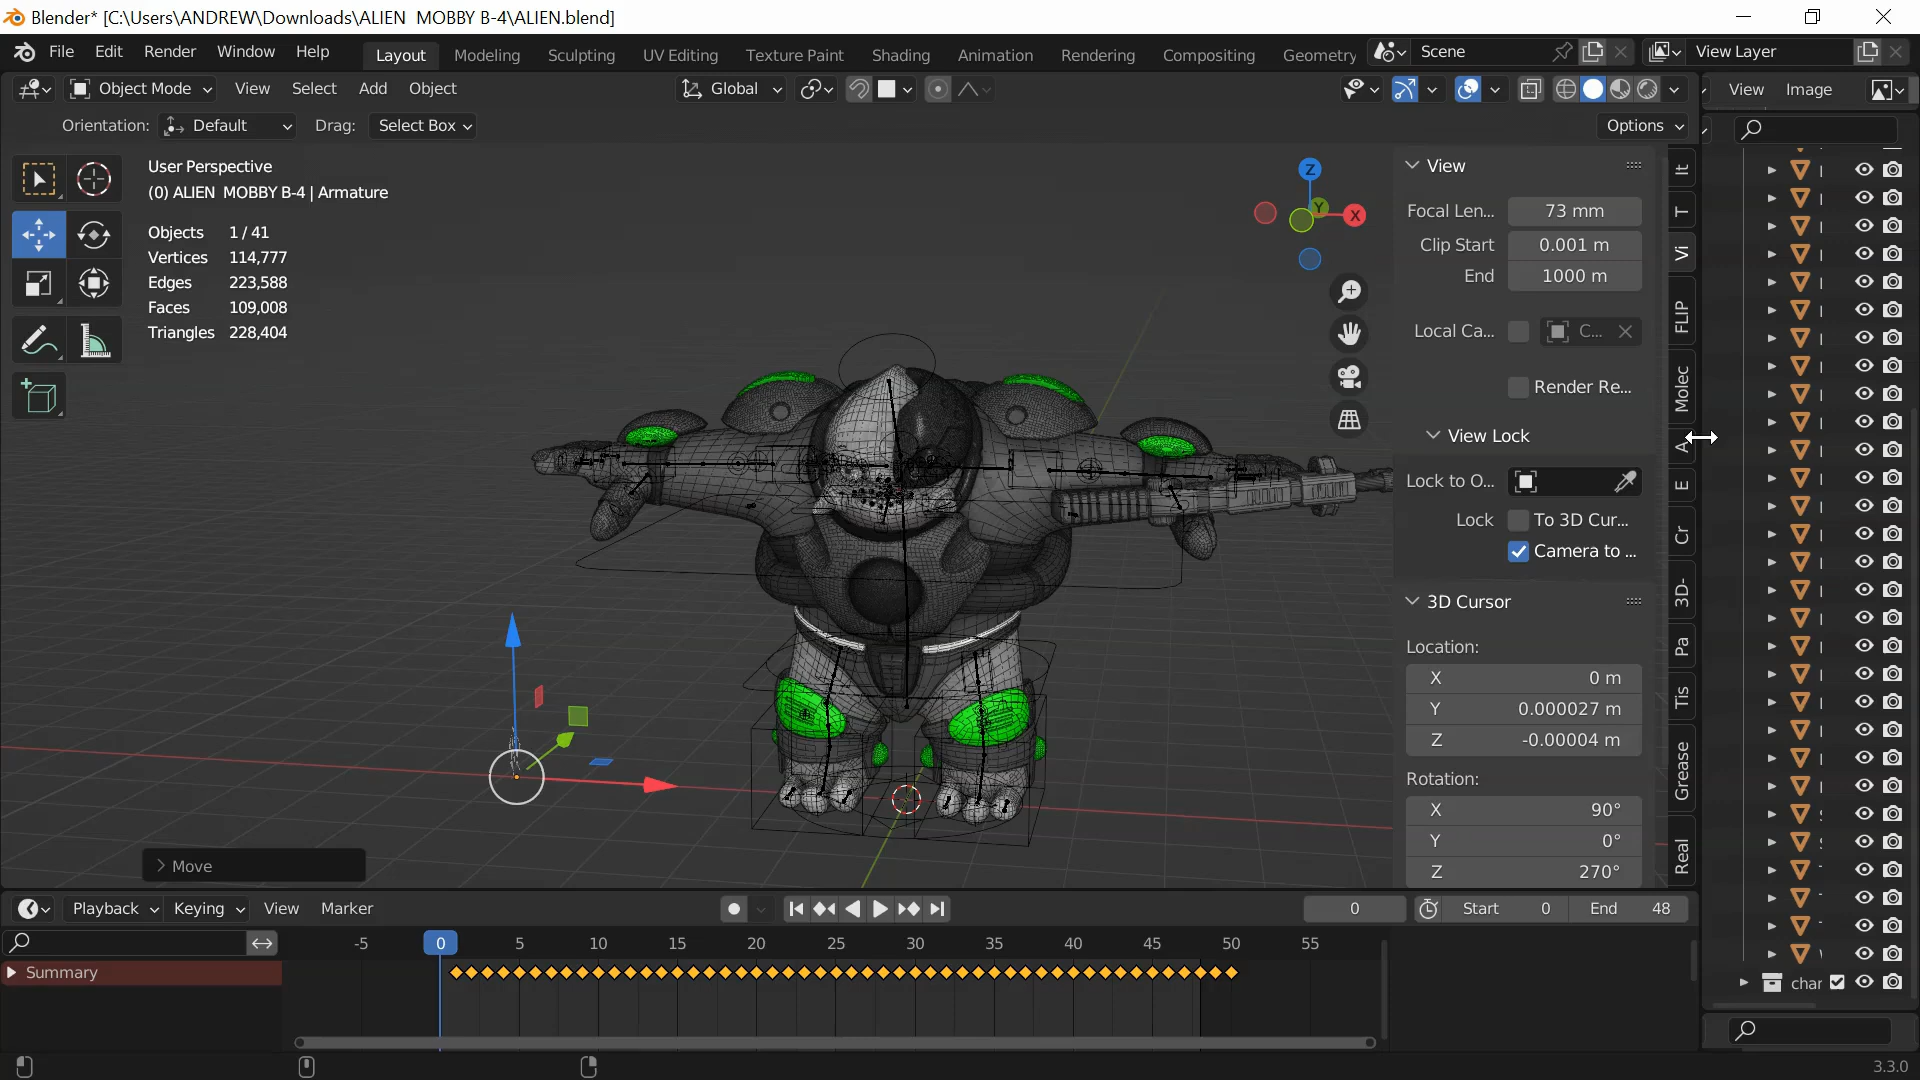 Blender* [C:\Users\ANDREW\Downloads\ALIEN  MOBBY B-4\ALIEN.blend]
File Edit Render Window Help Layout Modeling Sculpting UV Editing Texture Paint Shading Animation Rendering Compositing Geometry Scene View Layer
Object Mode View Select Add Object Global View Image
Orientation: Default Drag: Select Box Options
User Perspective
(0) ALIEN  MOBBY B-4 | Armature
Objects 1 / 41
Vertices 114,777
Edges 223,588
Faces 109,008
Triangles 228,404
Z
Y
X
View
Focal Len... 73 mm
Clip Start 0.001 m
End 1000 m
Local Ca... C...
Render Re...
View Lock
Lock to O...
Lock To 3D Cur...
Camera to ...
3D Cursor
Location:
X 0 m
Y 0.000027 m
Z -0.00004 m
Rotation:
X 90°
Y 0°
Z 270°
It
T
Vi
FLIP
Molec
A
E
Cr
3D-
Pa
Tis
Grease
Real
char
Move
Playback Keying View Marker 0 Start 0 End 48
-5 0 5 10 15 20 25 30 35 40 45 50 55
Summary
3.3.0